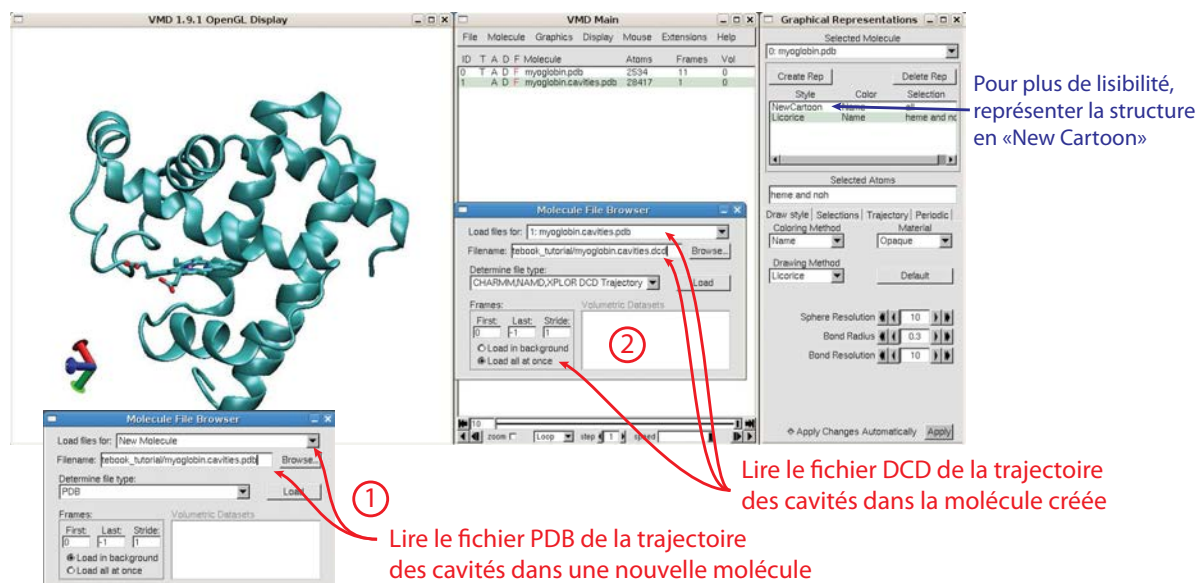 VMD 1.9.1 OpenGL Display
VMD Main
File Molecule Graphics Display Mouse Extensions Help
ID T A D F Molecule Atoms Frames Vol
0 T A D F myoglobin.pdb 2534 11 0
1 A D F myoglobin.cavities.pdb 28417 1 0
Graphical Representations
Selected Molecule
0: myoglobin.pdb
Create Rep Delete Rep
Style Color Selection
NewCartoon Name all
Licorice Name heme and no
Selected Atoms
heme and noh
Draw style Selections Trajectory Periodic
Coloring Method Material
Name Opaque
Drawing Method
Licorice Default
Sphere Resolution 10
Bond Radius 0.3
Bond Resolution 10
Apply Changes Automatically Apply
Pour plus de lisibilité,
représenter la structure
en «New Cartoon»
Molecule File Browser
Load files for: 1: myoglobin.cavities.pdb
Filename: tebook_tutorial/myoglobin.cavities.dcd Browse...
Determine file type:
CHARMM,NAMD,XPLOR DCD Trajectory Load
Frames: Volumetric Datasets
First: Last: Stride:
0 -1 1
Load in background
Load all at once
2
10
zoom Loop step 1 speed
Lire le fichier DCD de la trajectoire
des cavités dans la molécule créée
Molecule File Browser
Load files for: New Molecule
Filename: tebook_tutorial/myoglobin.cavities.pdb Browse...
Determine file type:
PDB Load
Frames: Volumetric Datasets
First: Last: Stride:
0 -1 1
Load in background
Load all at once
1
Lire le fichier PDB de la trajectoire
des cavités dans une nouvelle molécule